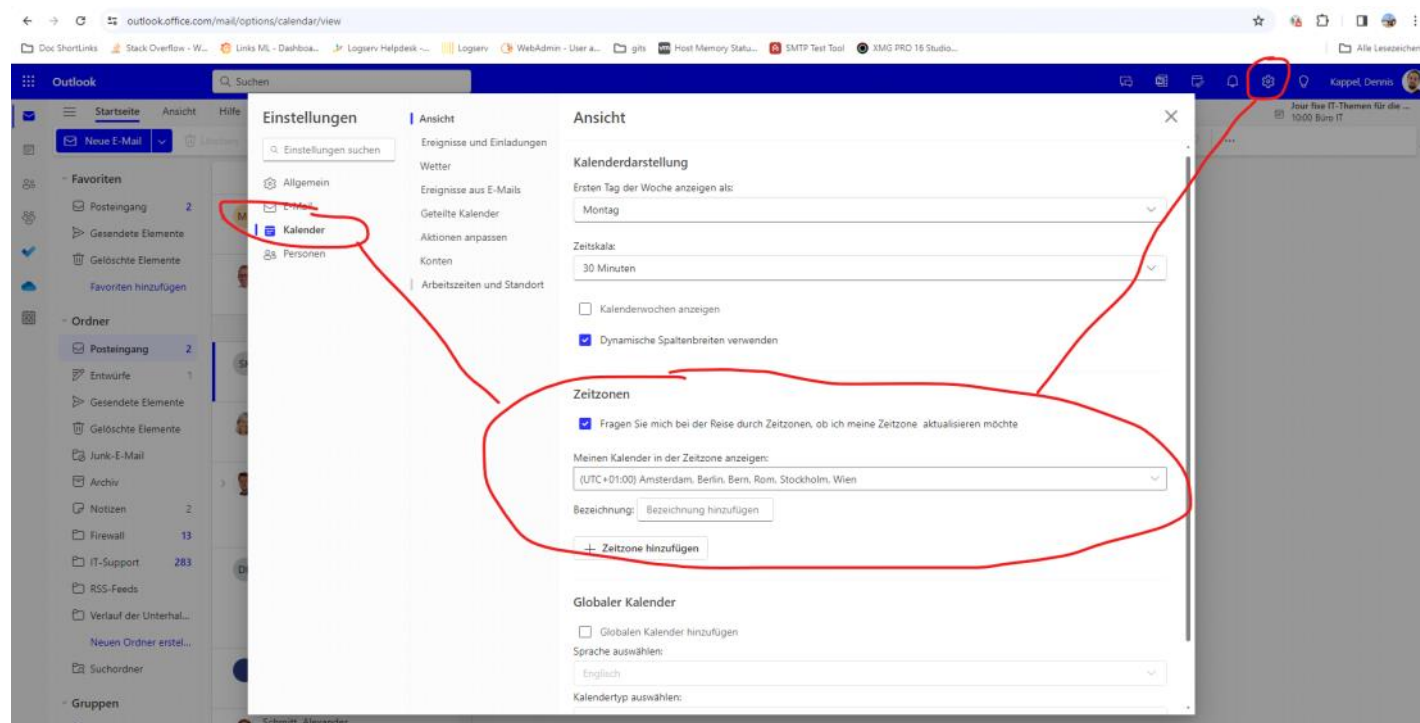 outlook.office.com/mail/options/calendar/view
Doc ShortLinks Stack Overflow - W... Links ML - Dashboa... Logserv Helpdesk -... Logserv WebAdmin - User a... gits Host Memory Statu... SMTP Test Tool XMG PRO 16 Studio... Alle Lesezeichen
Outlook Suchen Kappel, Dennis
Startseite Ansicht Hilfe
Jour fixe IT-Themen für die ...
10:00 Büro IT
Neue E-Mail
Favoriten
Posteingang 2
Gesendete Elemente
Gelöschte Elemente
Favoriten hinzufügen
Ordner
Posteingang 2
Entwürfe 1
Gesendete Elemente
Gelöschte Elemente
Junk-E-Mail
Archiv
Notizen 2
Firewall 13
IT-Support 283
RSS-Feeds
Verlauf der Unterhal...
Neuen Ordner erstel...
Suchordner
Gruppen
Einstellungen
Einstellungen suchen
Allgemein
E-Mail
Kalender
Personen
Ansicht
Ereignisse und Einladungen
Wetter
Ereignisse aus E-Mails
Geteilte Kalender
Aktionen anpassen
Konten
Arbeitszeiten und Standort
Ansicht
Kalenderdarstellung
Ersten Tag der Woche anzeigen als:
Montag
Zeitskala:
30 Minuten
Kalenderwochen anzeigen
Dynamische Spaltenbreiten verwenden
Zeitzonen
Fragen Sie mich bei der Reise durch Zeitzonen, ob ich meine Zeitzone aktualisieren möchte
Meinen Kalender in der Zeitzone anzeigen:
(UTC+01:00) Amsterdam, Berlin, Bern, Rom, Stockholm, Wien
Bezeichnung: Bezeichnung hinzufügen
+ Zeitzone hinzufügen
Globaler Kalender
Globalen Kalender hinzufügen
Sprache auswählen:
Englisch
Kalendertyp auswählen: